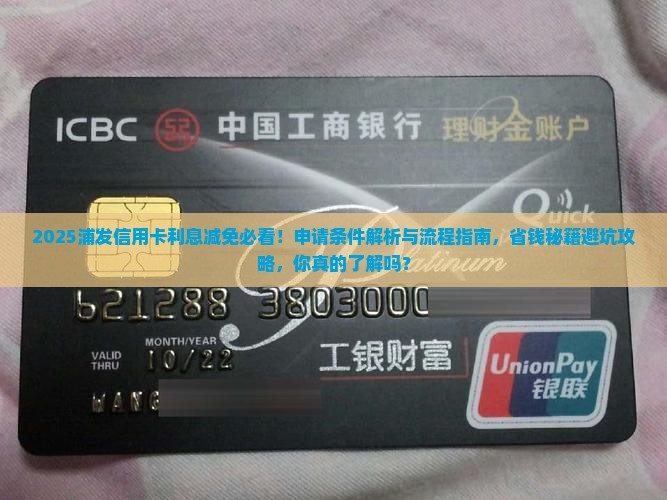 ICBC 中国工商银行 理财金账户
Quick
2025浦发信用卡利息减免必看！申请条件解析与流程指南，省钱秘籍避坑攻
略，你真的了解吗？
Platinum
621288 3803000
MONTH/YEAR
VALID
THRU
10/22
工银财富
UnionPay
银联
WANG